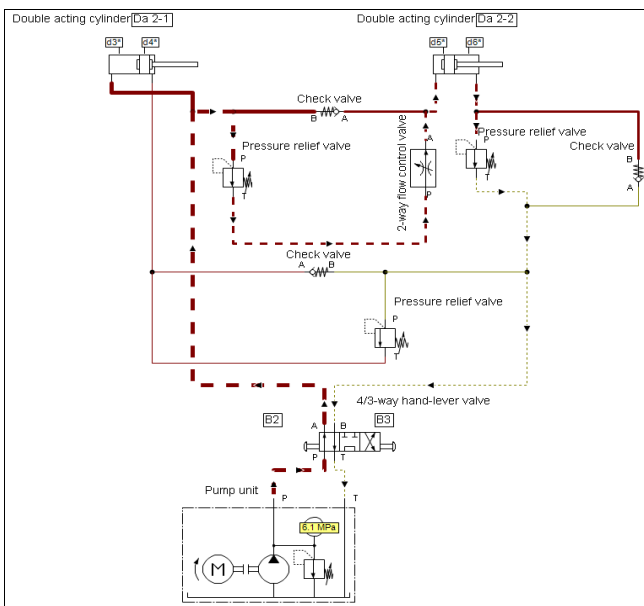 Double acting cylinder Da 2-1
Double acting cylinder Da 2-2
d3* d4*
d5* d6*
Check valve
B A
Pressure relief valve
P
T
2-way flow control valve
A
P
Pressure relief valve
P
T
Check valve
B
A
Check valve
A B
Pressure relief valve
P
T
4/3-way hand-lever valve
B2
A B
B3
P T
Pump unit
P T
6.1 MPa
M